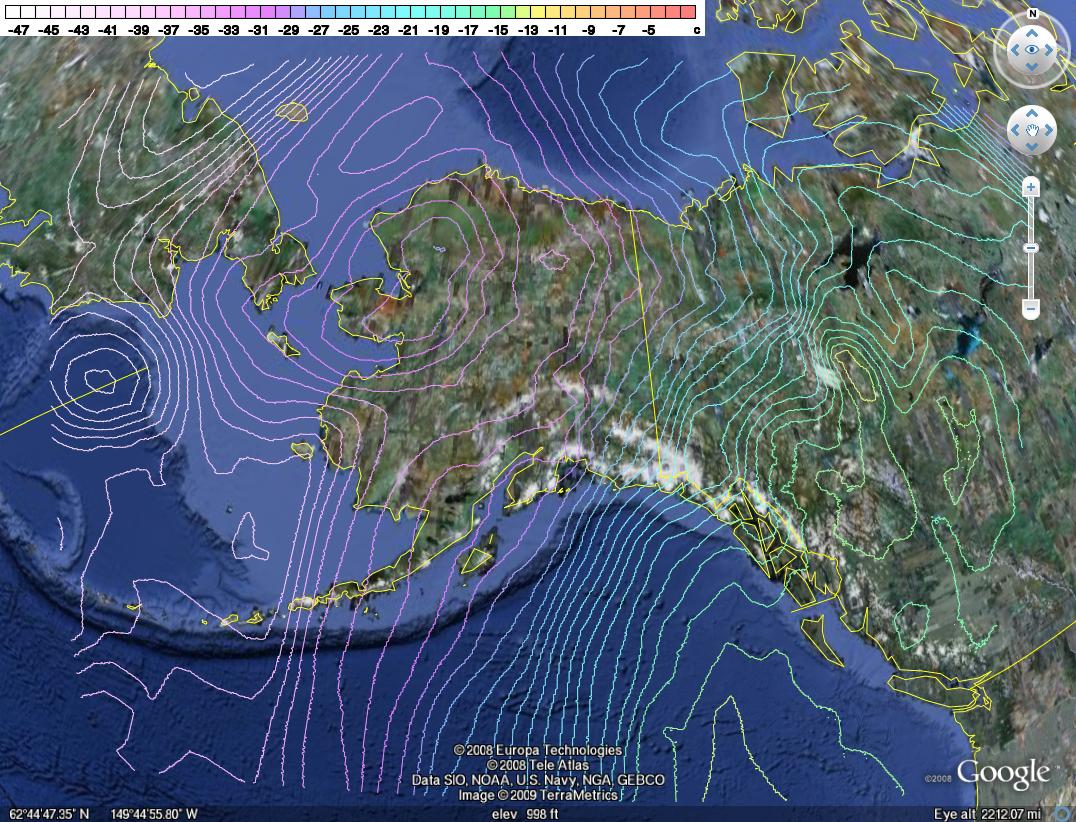 -47 -45 -43 -41 -39 -37 -35 -33 -31 -29 -27 -25 -23 -21 -19 -17 -15 -13 -11 -9 -7 -5 c
N
© 2008 Europa Technologies
© 2008 Tele Atlas
Data SIO, NOAA, U.S. Navy, NGA, GEBCO
Image © 2009 TerraMetrics
©2008 Google™
62°44'47.35" N 149°44'55.80" W elev 998 ft Eye alt 2212.07 mi